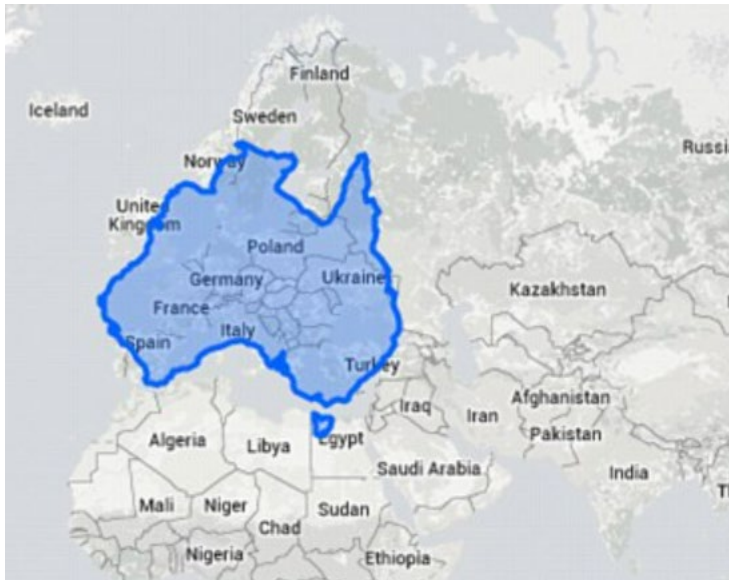 Finland
Iceland
Sweden
Norway
Russi
United
Kingdom
Poland
Germany
Ukraine
Kazakhstan
France
Italy
Spain
Turkey
Afghanistan
Iraq
Iran
Pakistan
Algeria
Libya
Egypt
Saudi Arabia
India
Mali
Niger
Sudan
Chad
Nigeria
Ethiopia